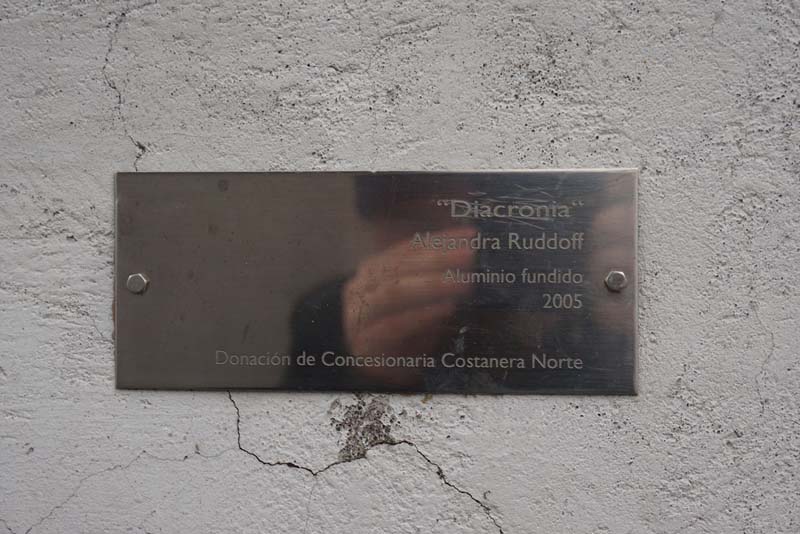 “Diacronia“
Alejandra Ruddoff
Aluminio fundido
2005
Donación de Concesionaria Costanera Norte